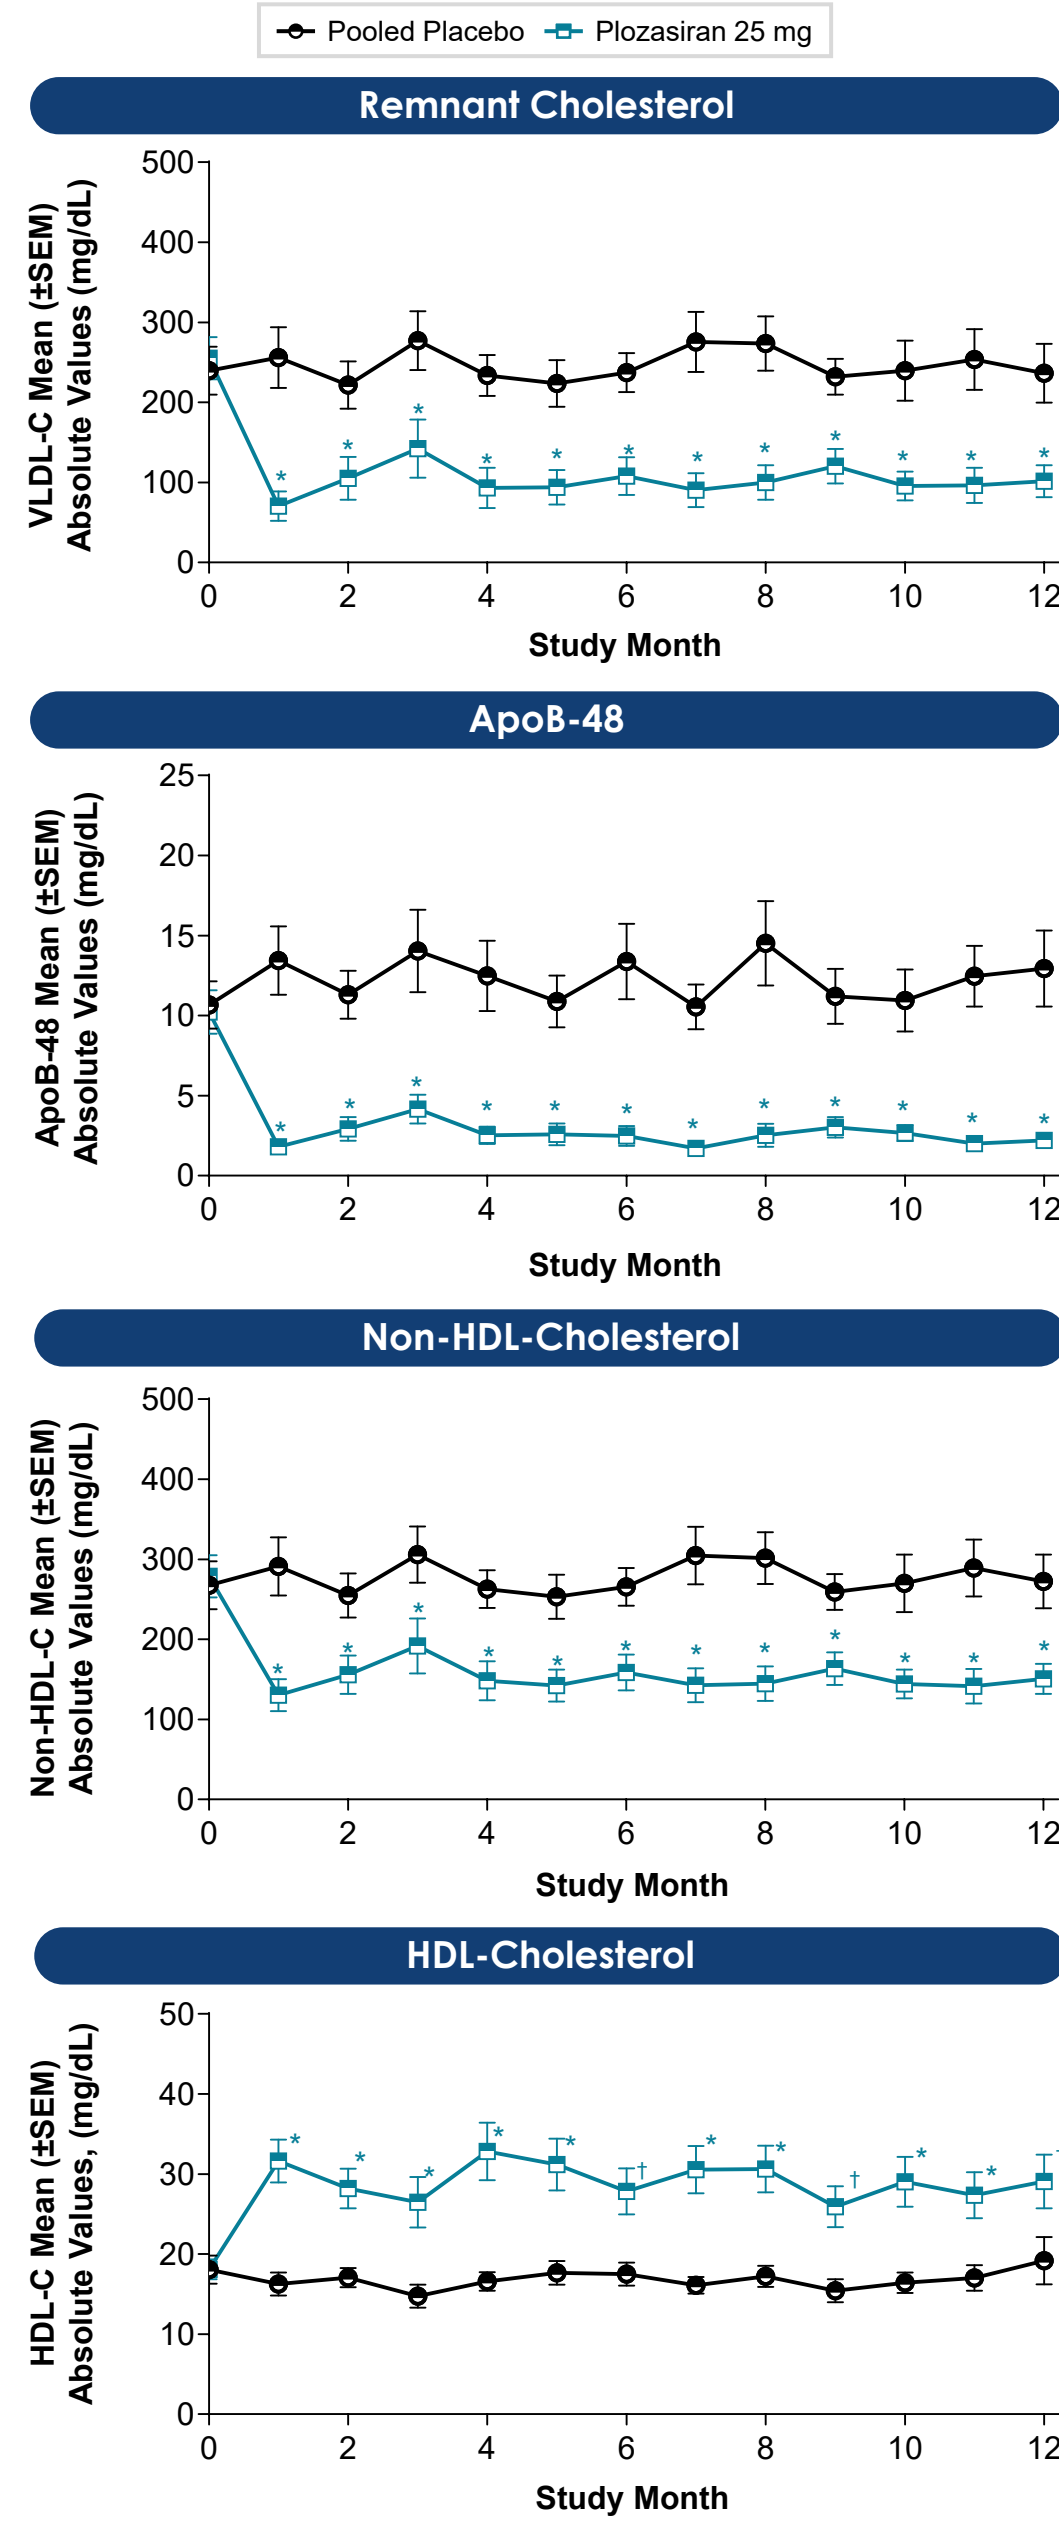 Pooled Placebo Plozasiran 25 mg
Remnant Cholesterol
VLDL-C Mean (±SEM)
Absolute Values (mg/dL)
500
400
300
200
100
0
* * * * * * * * * * * *
0 2 4 6 8 10 12
Study Month
ApoB-48
ApoB-48 Mean (±SEM)
Absolute Values (mg/dL)
25
20
15
10
5
0
* * * * * * * * * * * *
0 2 4 6 8 10 12
Study Month
Non-HDL-Cholesterol
Non-HDL-C Mean (±SEM)
Absolute Values (mg/dL)
500
400
300
200
100
0
* * * * * * * * * * * *
0 2 4 6 8 10 12
Study Month
HDL-Cholesterol
HDL-C Mean (±SEM)
Absolute Values, (mg/dL)
50
40
30
20
10
0
* * * * * † * * † * *
0 2 4 6 8 10 12
Study Month